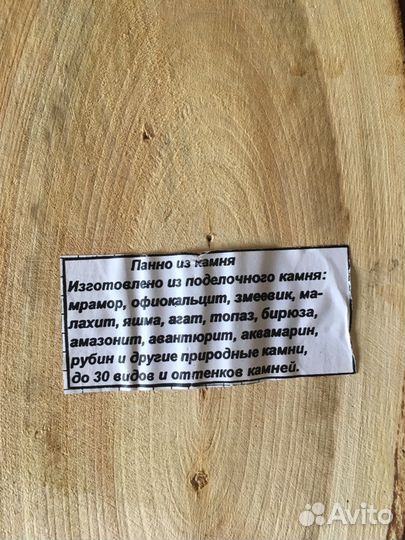 Панно из камня
Изготовлено из поделочного камня:
мрамор, офиокальцит, змеевик, ма-
лахит, яшма, агат, топаз, бирюза,
амазонит, авантюрит, аквамарин,
рубин и другие природные камни,
до 30 видов и оттенков камней.
Avito